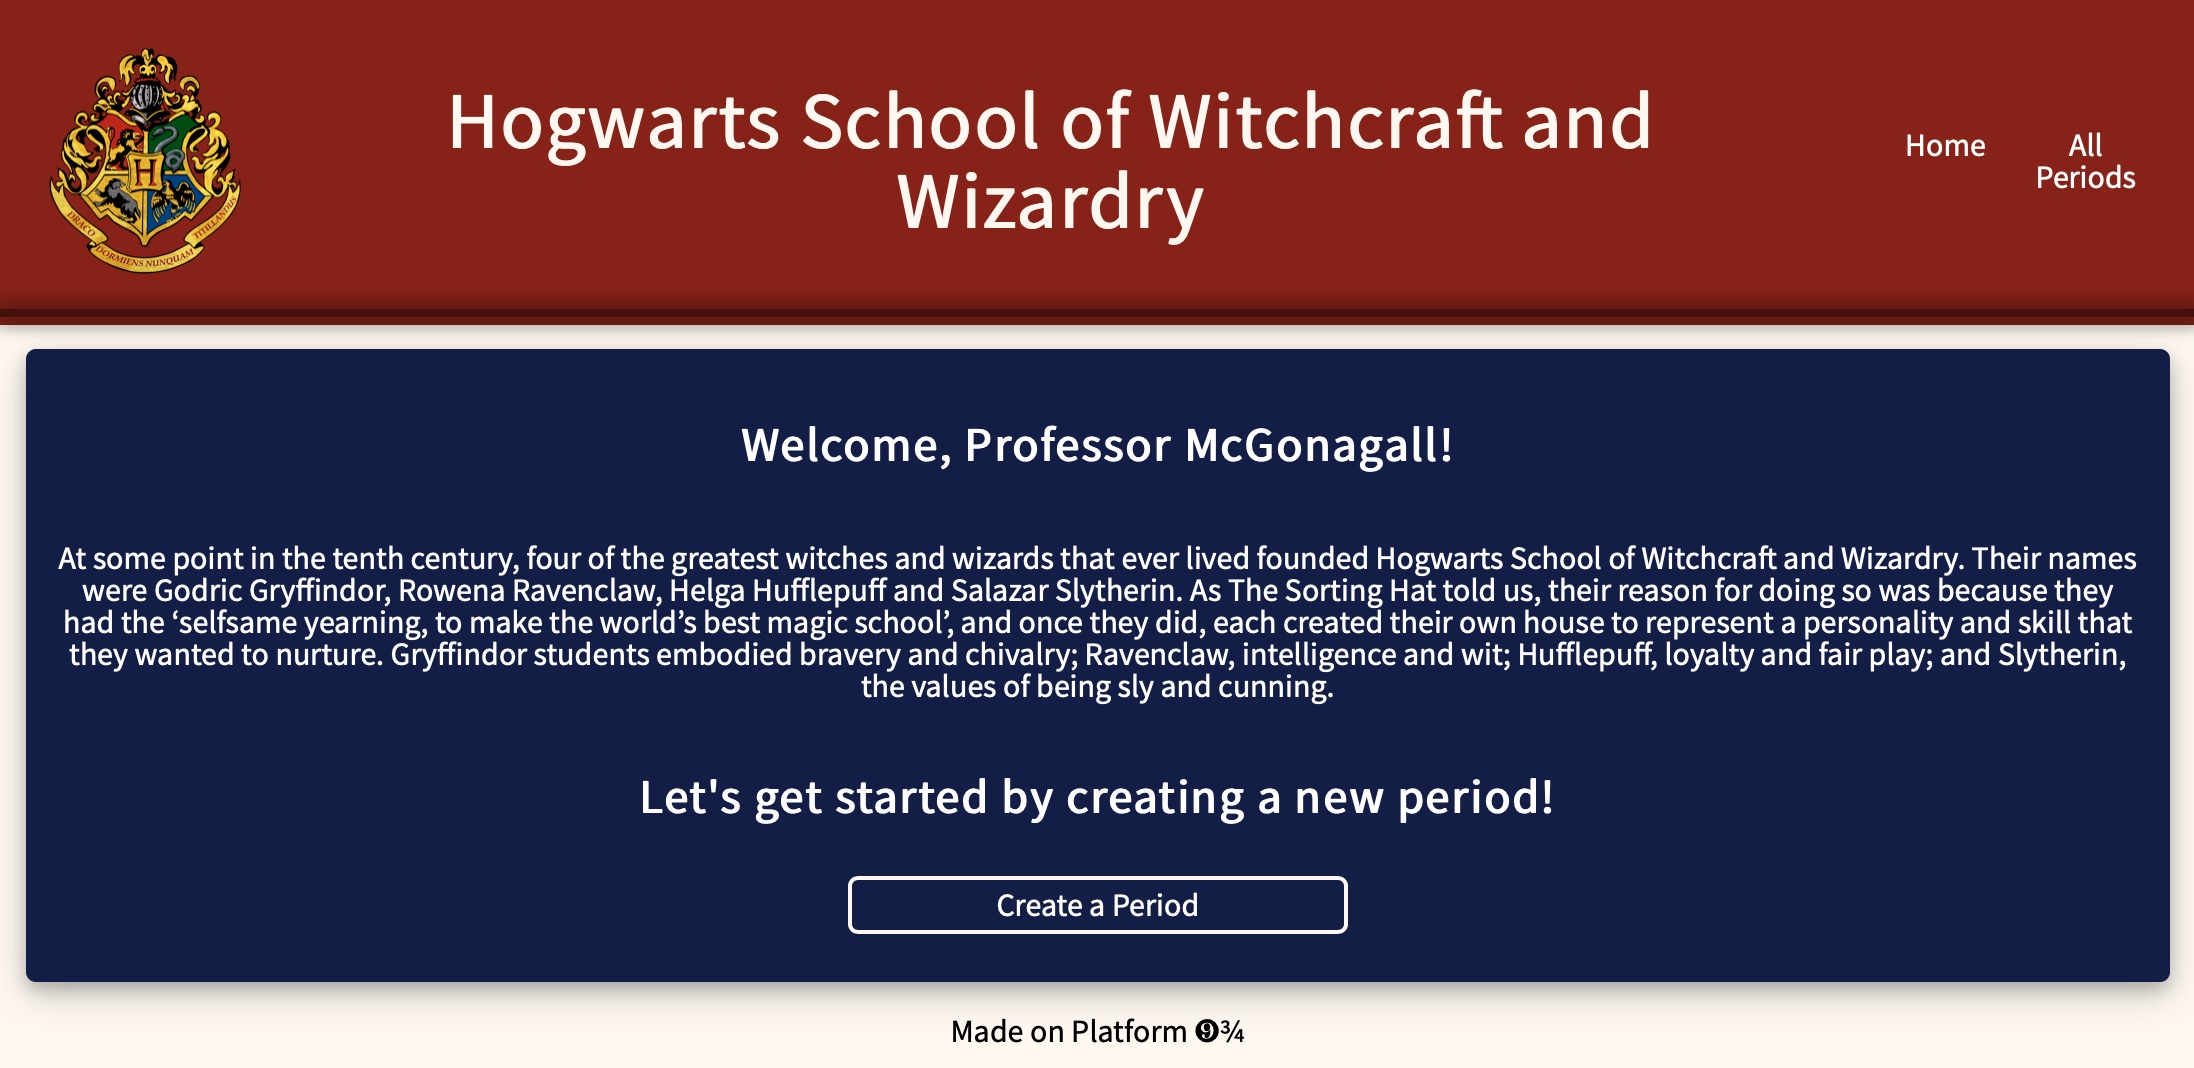 Hogwarts School of Witchcraft and
Wizardry
Home
All
Periods
H
DRACO
DORMIENS NUNQUAM
TITILLANDUS
Welcome, Professor McGonagall!
At some point in the tenth century, four of the greatest witches and wizards that ever lived founded Hogwarts School of Witchcraft and Wizardry. Their names
were Godric Gryffindor, Rowena Ravenclaw, Helga Hufflepuff and Salazar Slytherin. As The Sorting Hat told us, their reason for doing so was because they
had the ‘selfsame yearning, to make the world’s best magic school’, and once they did, each created their own house to represent a personality and skill that
they wanted to nurture. Gryffindor students embodied bravery and chivalry; Ravenclaw, intelligence and wit; Hufflepuff, loyalty and fair play; and Slytherin,
the values of being sly and cunning.
Let's get started by creating a new period!
Create a Period
Made on Platform ❾¾